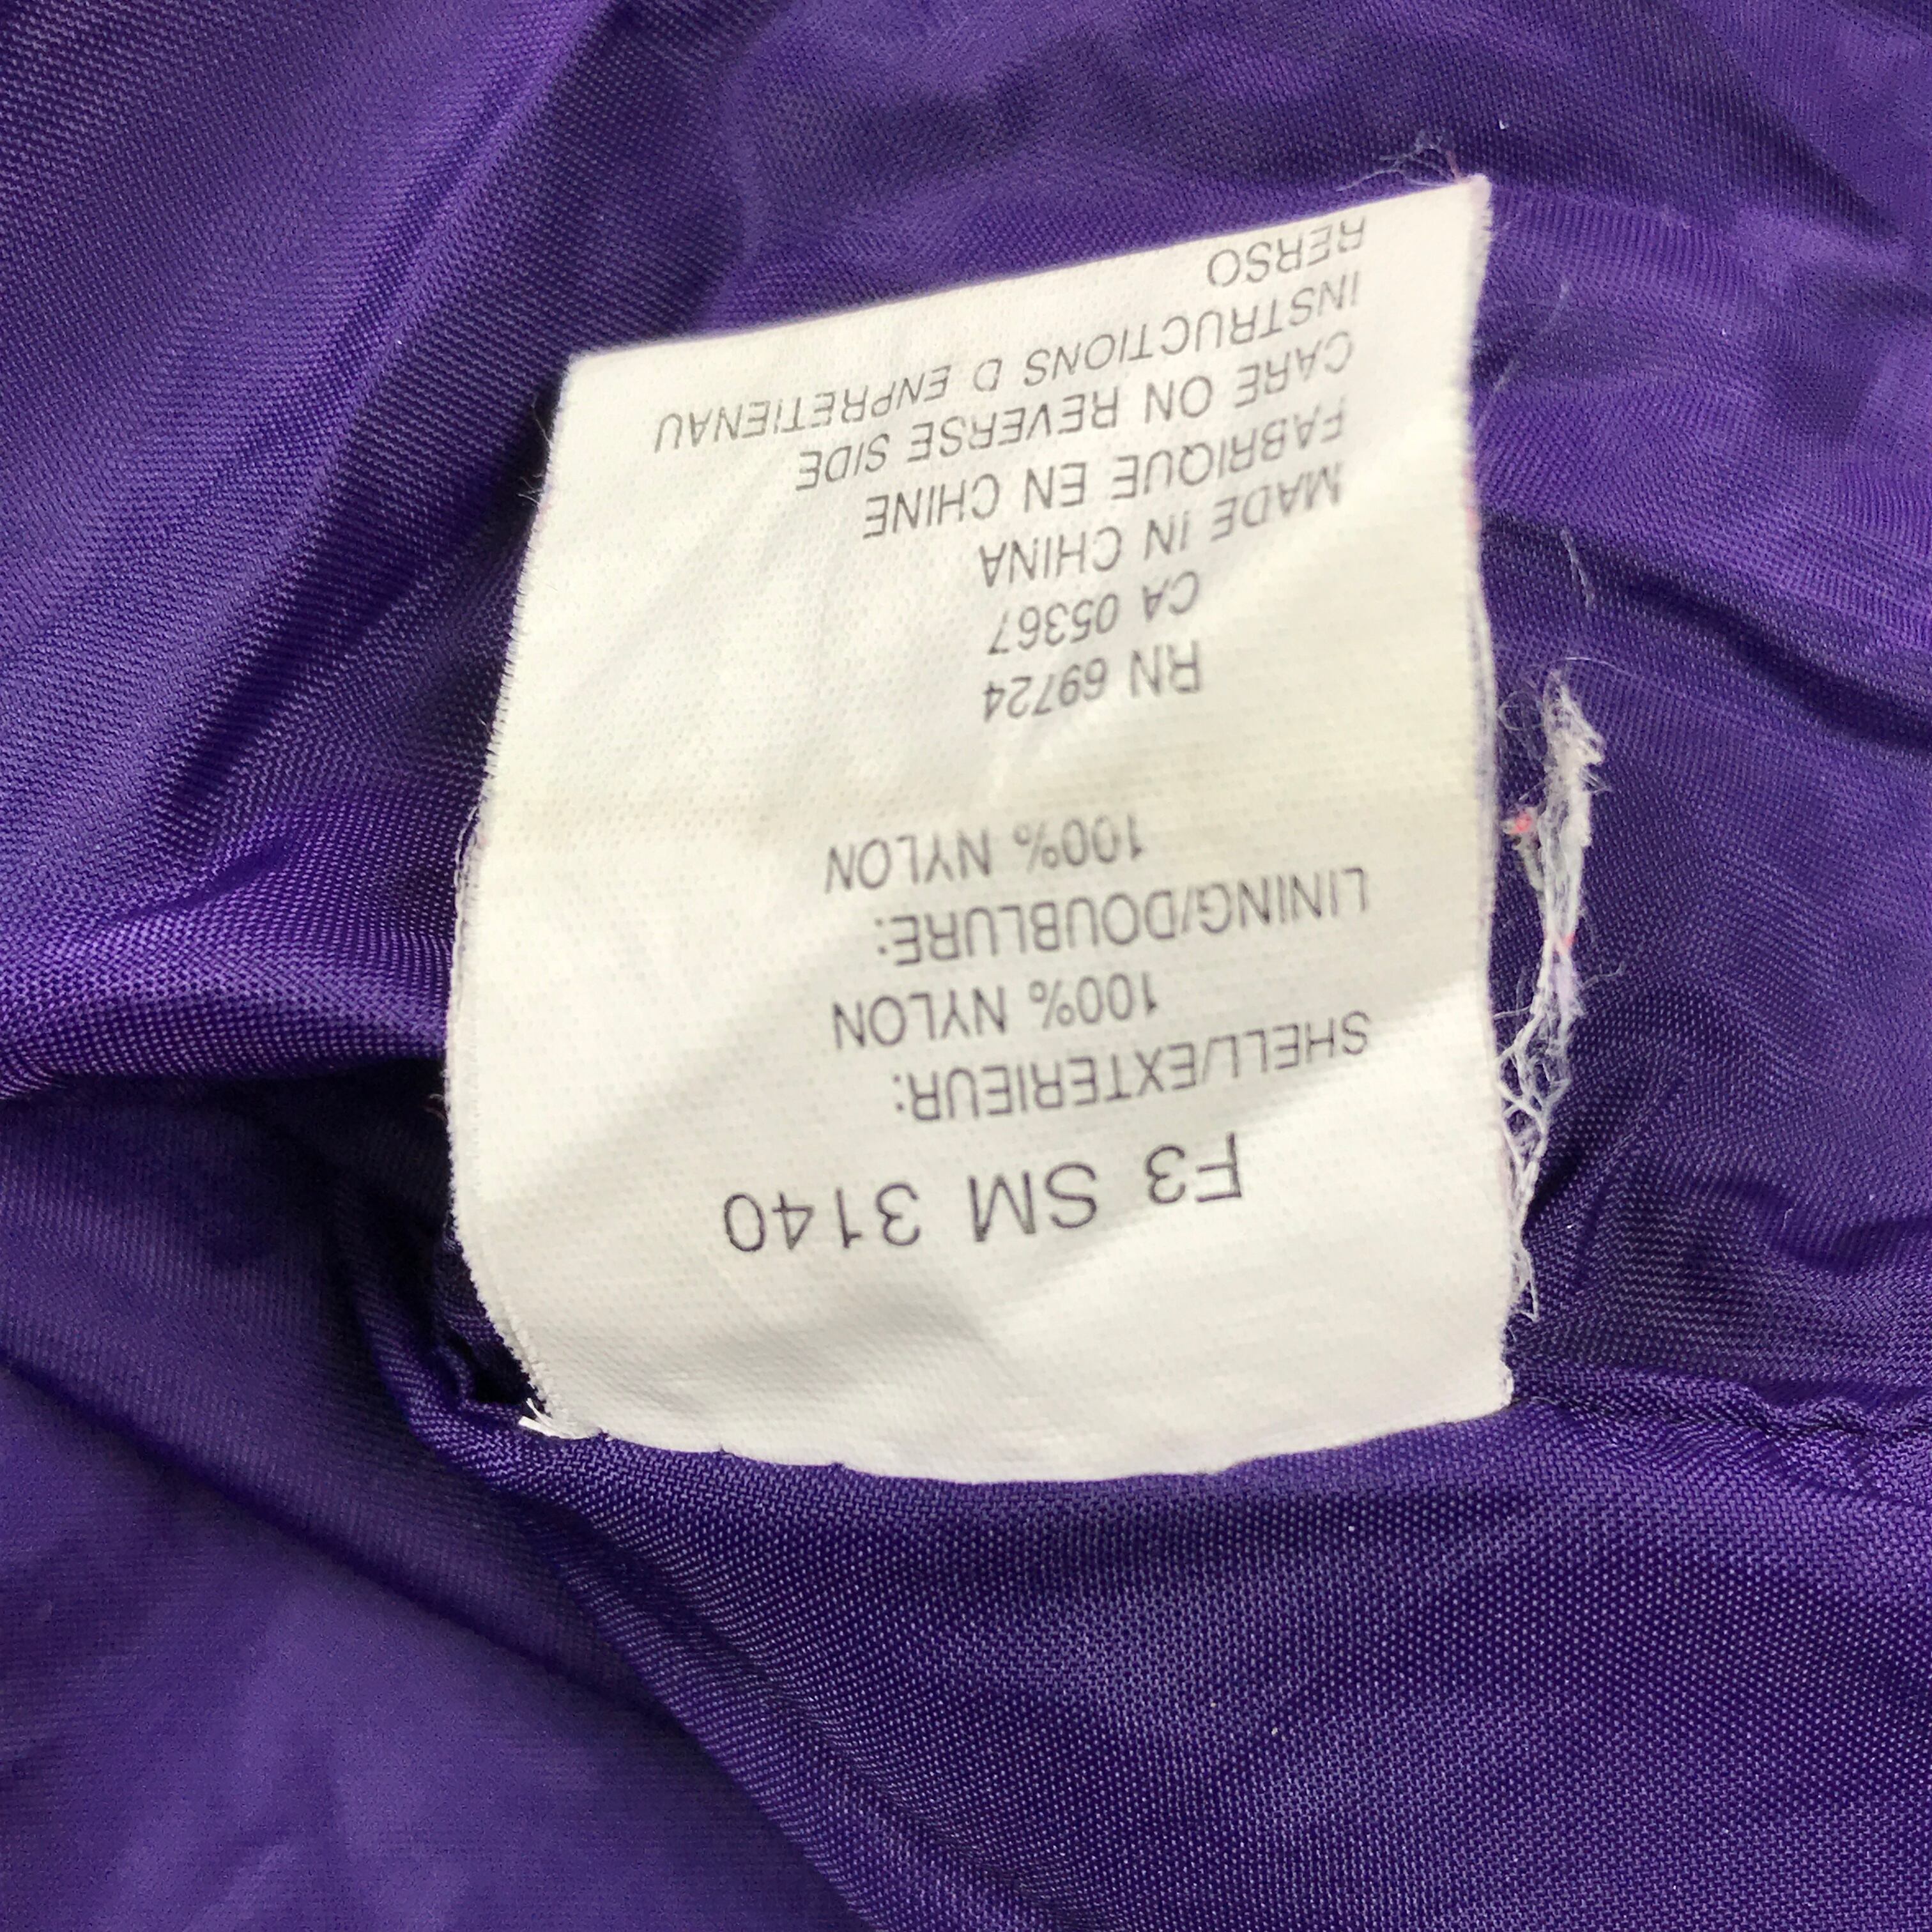 F3 SM 3140
SHELL/EXTERIEUR:
100% NYLON
LINING/DOUBLURE:
100% NYLON
RN 69724
CA 05367
MADE IN CHINA
FABRIQUE EN CHINE
CARE ON REVERSE SIDE
INSTRUCTIONS D ENPRETIENAU
RERSO